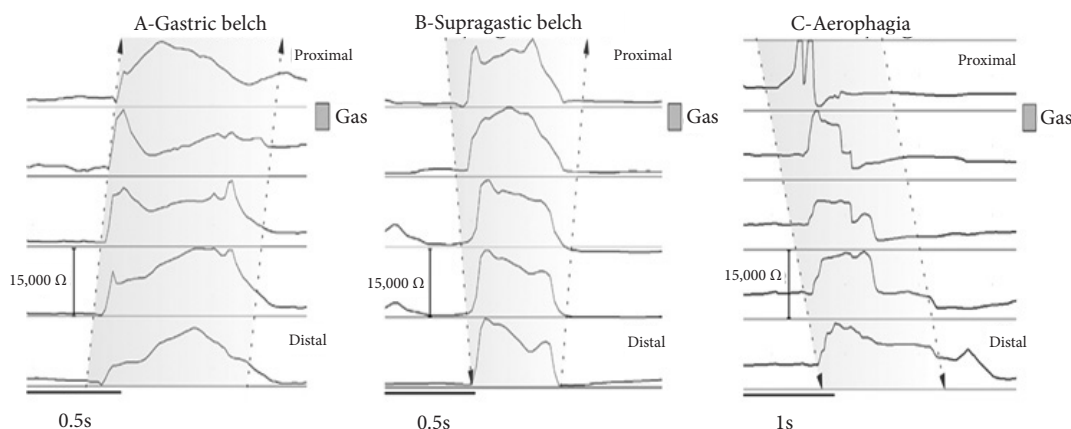 A-Gastric belch
Proximal
Gas
15,000 Ω
Distal
0.5s
B-Supragastic belch
Proximal
Gas
15,000 Ω
Distal
0.5s
C-Aerophagia
Proximal
Gas
15,000 Ω
Distal
1s